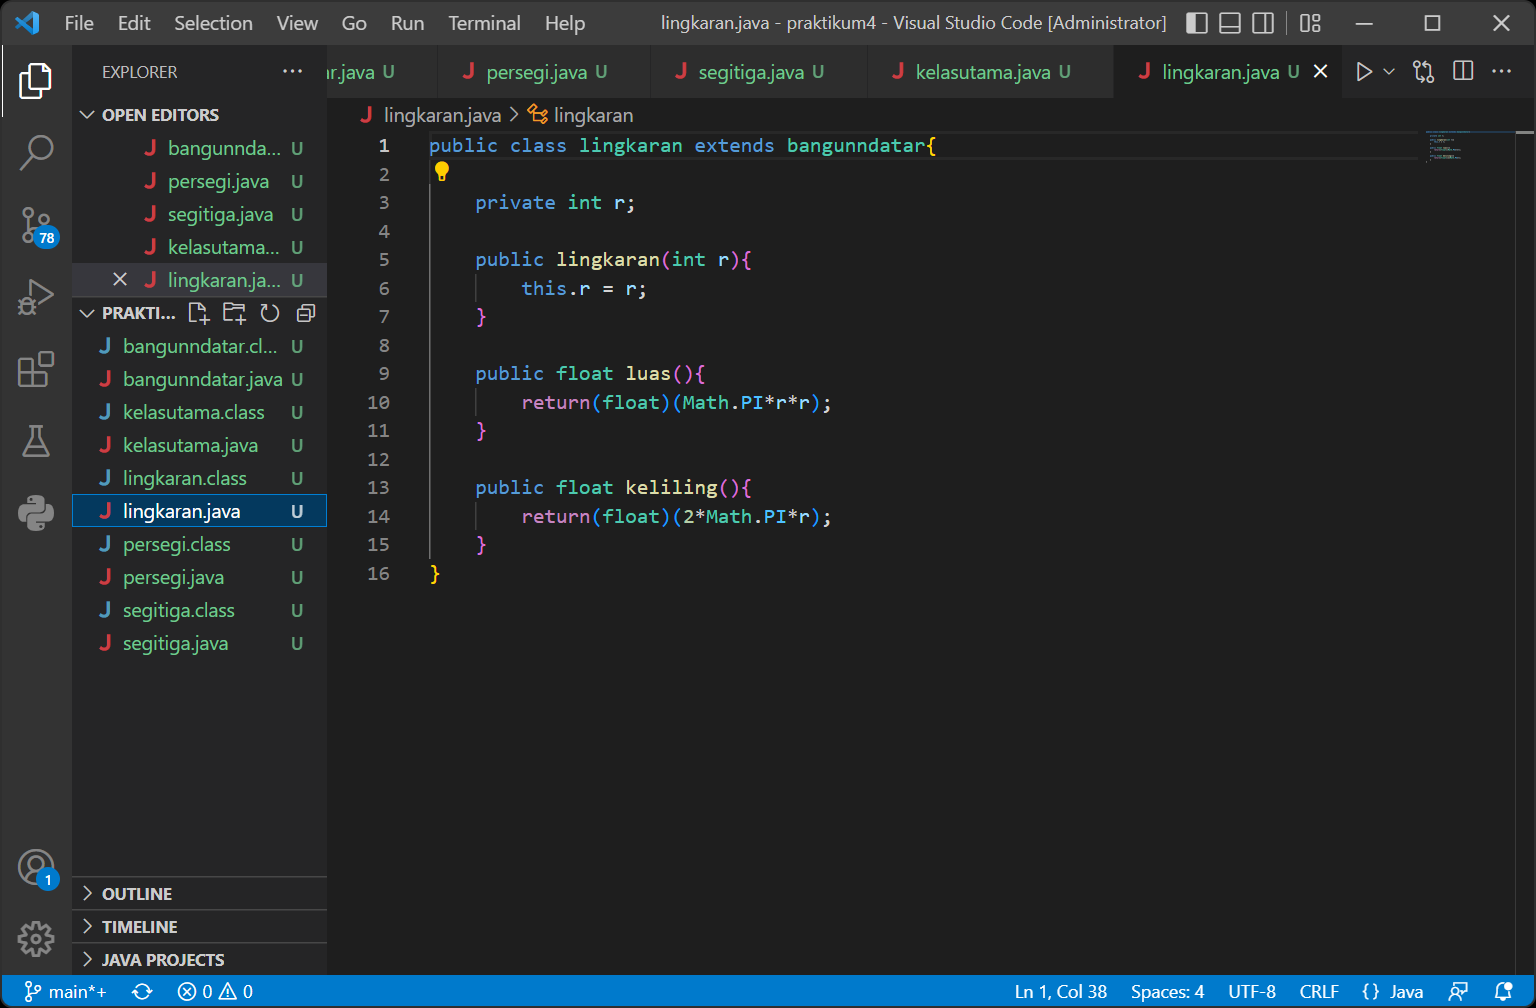 File Edit Selection View Go Run Terminal Help lingkaran.java - praktikum4 - Visual Studio Code [Administrator]
EXPLORER
r.java U persegi.java U segitiga.java U kelasutama.java U lingkaran.java U
OPEN EDITORS
bangunnda... U
persegi.java U
segitiga.java U
kelasutama... U
lingkaran.ja... U
PRAKTI...
bangunndatar.cl... U
bangunndatar.java U
kelasutama.class U
kelasutama.java U
lingkaran.class U
lingkaran.java U
persegi.class U
persegi.java U
segitiga.class U
segitiga.java U
78
1
OUTLINE
TIMELINE
JAVA PROJECTS
lingkaran.java > lingkaran
1 public class lingkaran extends bangunndatar{
2
3 private int r;
4
5 public lingkaran(int r){
6 this.r = r;
7 }
8
9 public float luas(){
10 return(float)(Math.PI*r*r);
11 }
12
13 public float keliling(){
14 return(float)(2*Math.PI*r);
15 }
16 }
main*+ 0 0 Ln 1, Col 38 Spaces: 4 UTF-8 CRLF {} Java